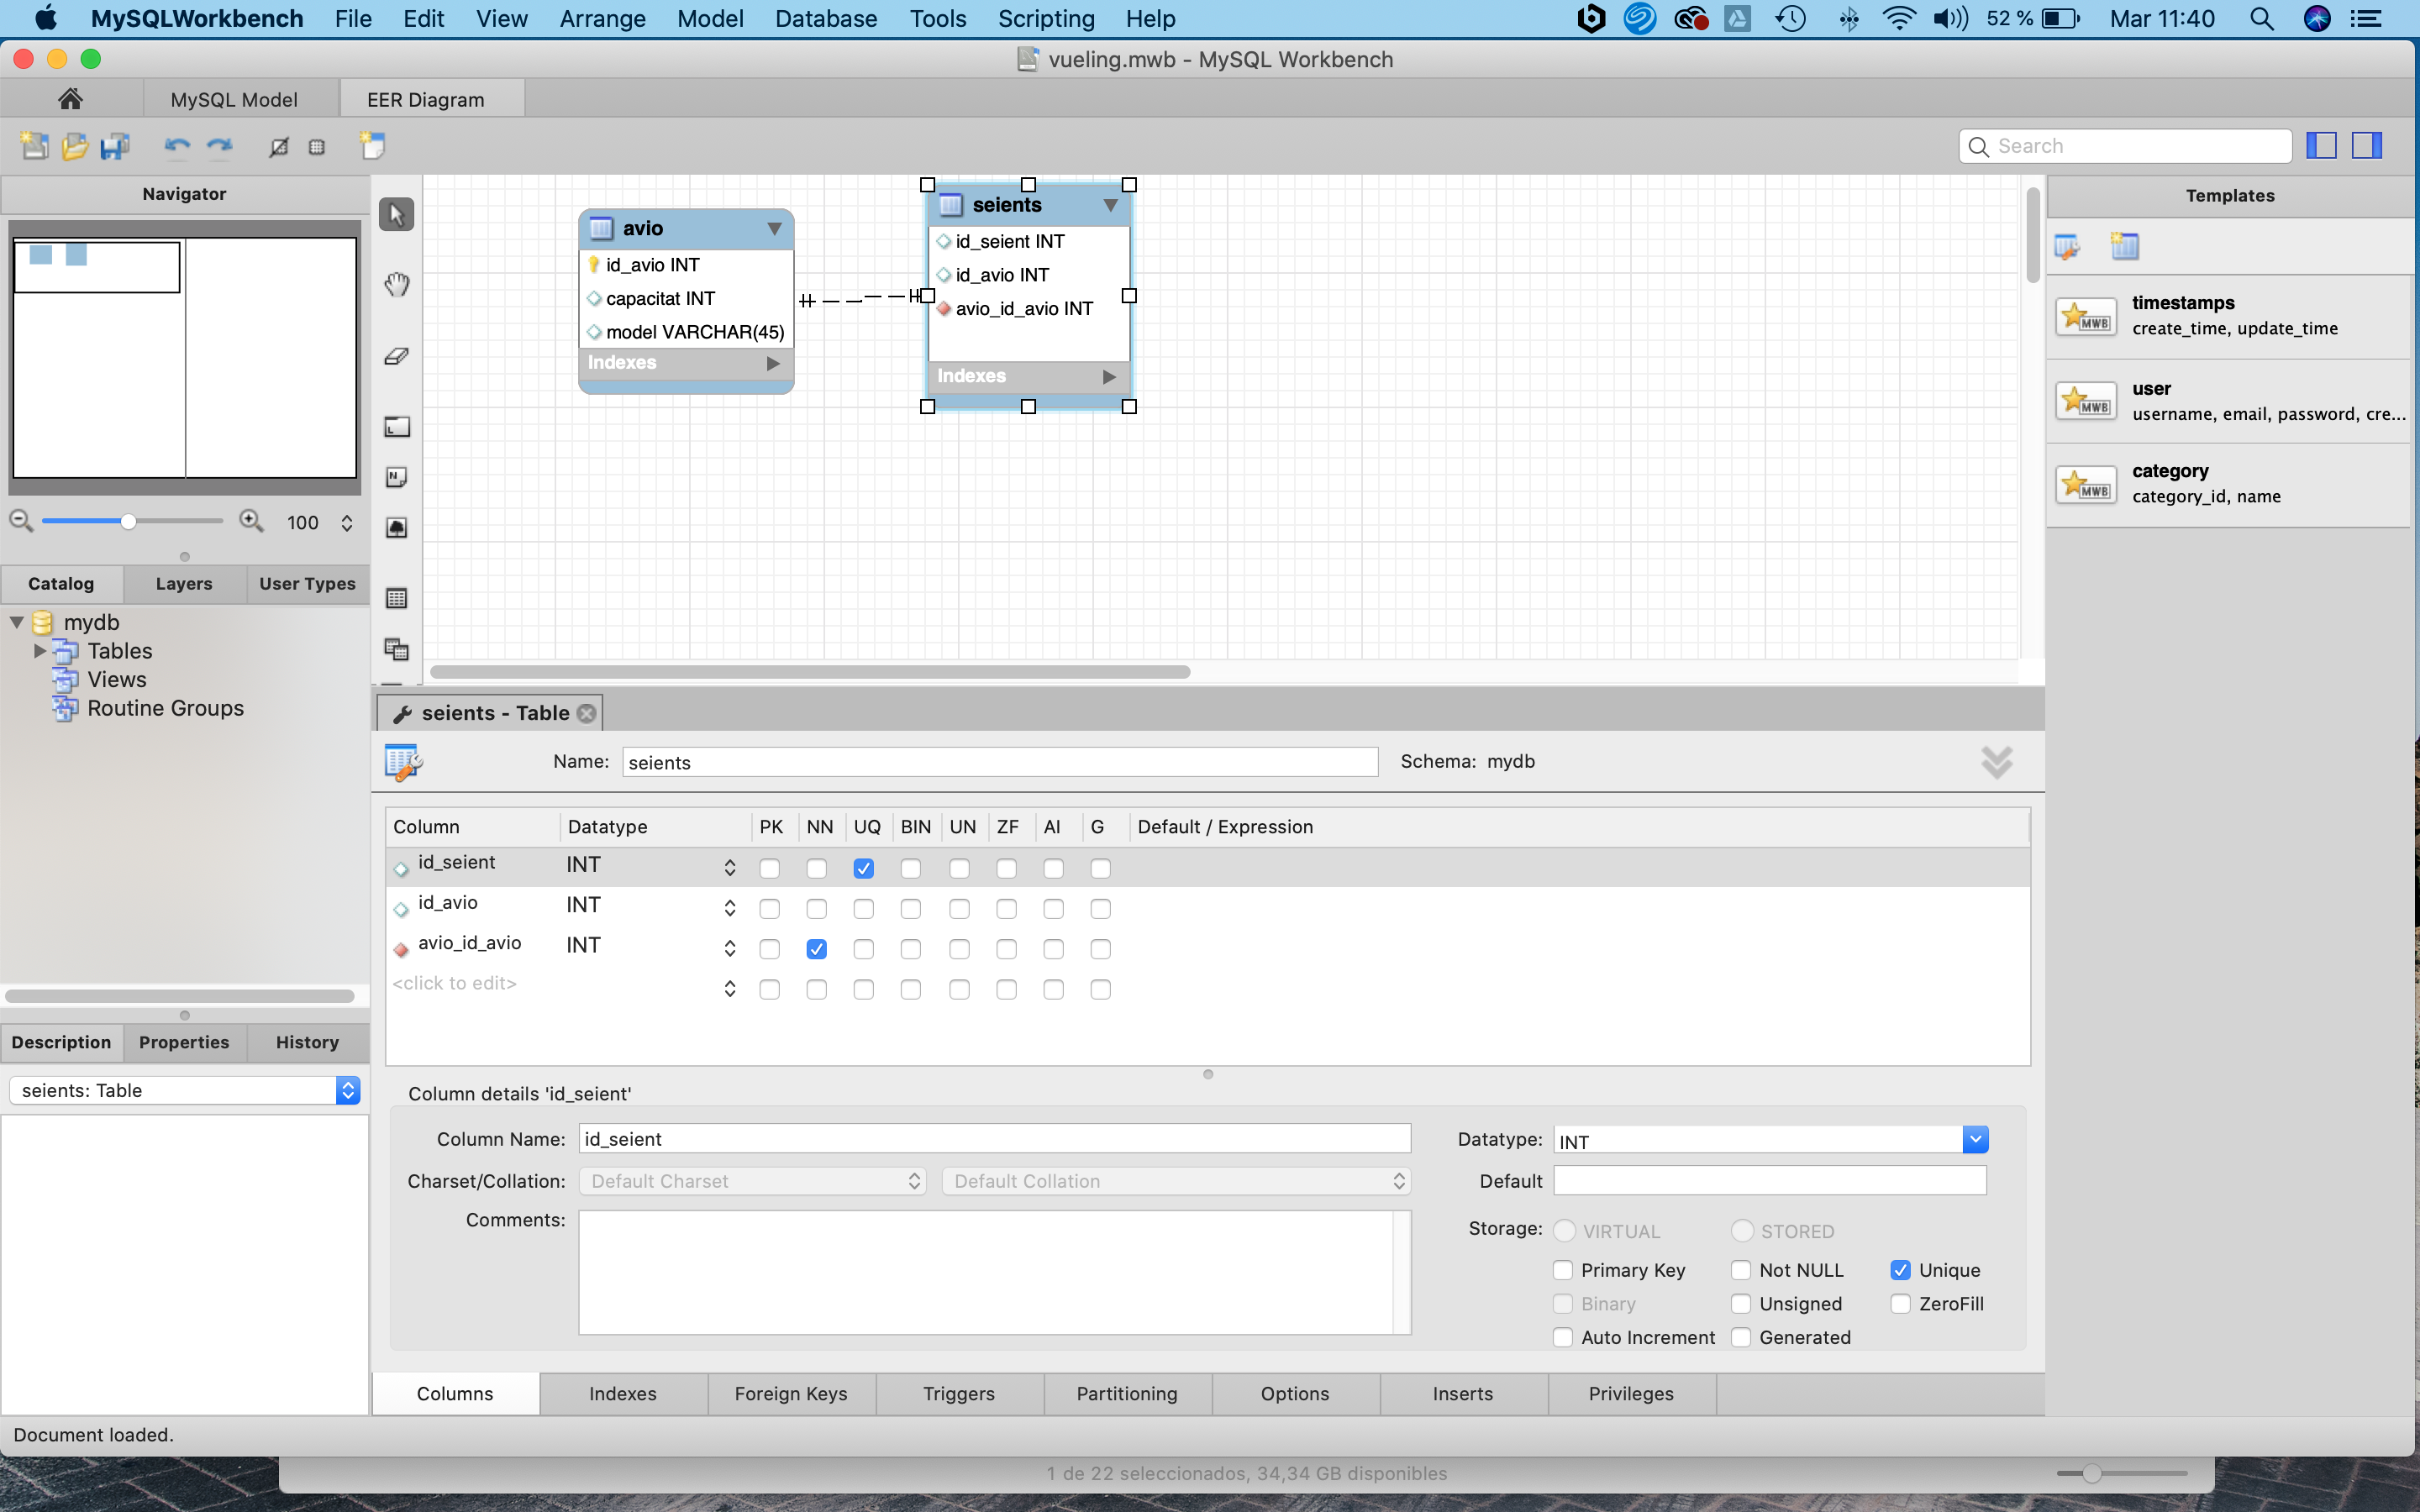 MySQLWorkbench File Edit View Arrange Model Database Tools Scripting Help 52 % Mar 11:40
vueling.mwb - MySQL Workbench
MySQL Model EER Diagram
Search
Navigator
100
Catalog Layers User Types
mydb
Tables
Views
Routine Groups
Description Properties History
seients: Table
avio
id_avio INT
capacitat INT
model VARCHAR(45)
Indexes
seients
id_seient INT
id_avio INT
avio_id_avio INT
Indexes
Templates
MWB
timestamps
create_time, update_time
MWB
user
username, email, password, cre...
MWB
category
category_id, name
seients - Table
Name: seients Schema: mydb
Column Datatype PK NN UQ BIN UN ZF AI G Default / Expression
id_seient INT
id_avio INT
avio_id_avio INT
<click to edit>
Column details 'id_seient'
Column Name: id_seient Datatype: INT
Charset/Collation: Default Charset Default Collation Default
Comments: Storage: VIRTUAL STORED
Primary Key Not NULL Unique
Binary Unsigned ZeroFill
Auto Increment Generated
Columns Indexes Foreign Keys Triggers Partitioning Options Inserts Privileges
Document loaded.
1 de 22 seleccionados, 34,34 GB disponibles